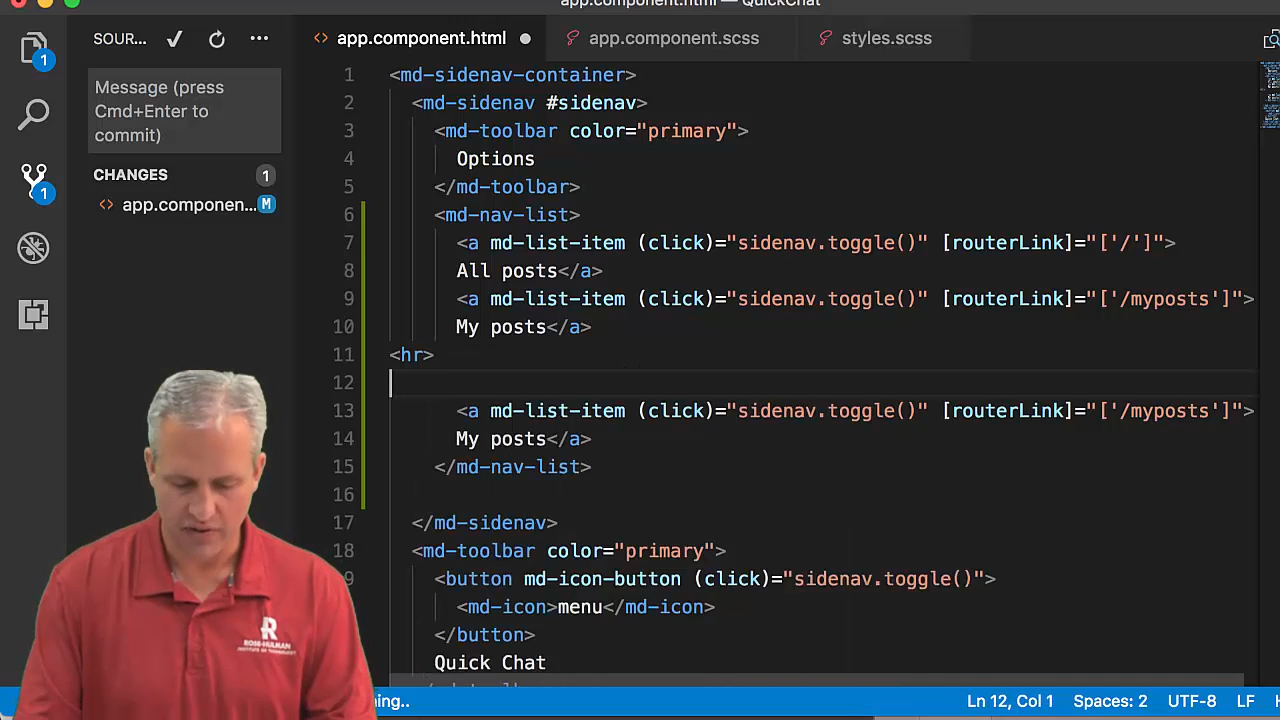 app.component.html — QuickChat
SOUR...
app.component.html
app.component.scss
styles.scss
1
Message (press
Cmd+Enter to
commit)
CHANGES 1
app.componen... M
1
1 <md-sidenav-container>
2 <md-sidenav #sidenav>
3 <md-toolbar color="primary">
4 Options
5 </md-toolbar>
6 <md-nav-list>
7 <a md-list-item (click)="sidenav.toggle()" [routerLink]="['/']">
8 All posts</a>
9 <a md-list-item (click)="sidenav.toggle()" [routerLink]="['/myposts']">
10 My posts</a>
11 <hr>
12
13 <a md-list-item (click)="sidenav.toggle()" [routerLink]="['/myposts']">
14 My posts</a>
15 </md-nav-list>
16
17 </md-sidenav>
18 <md-toolbar color="primary">
9 <button md-icon-button (click)="sidenav.toggle()">
<md-icon>menu</md-icon>
</button>
Quick Chat
R
ROSE-HULMAN
Ln 12, Col 1
Spaces: 2
UTF-8
LF